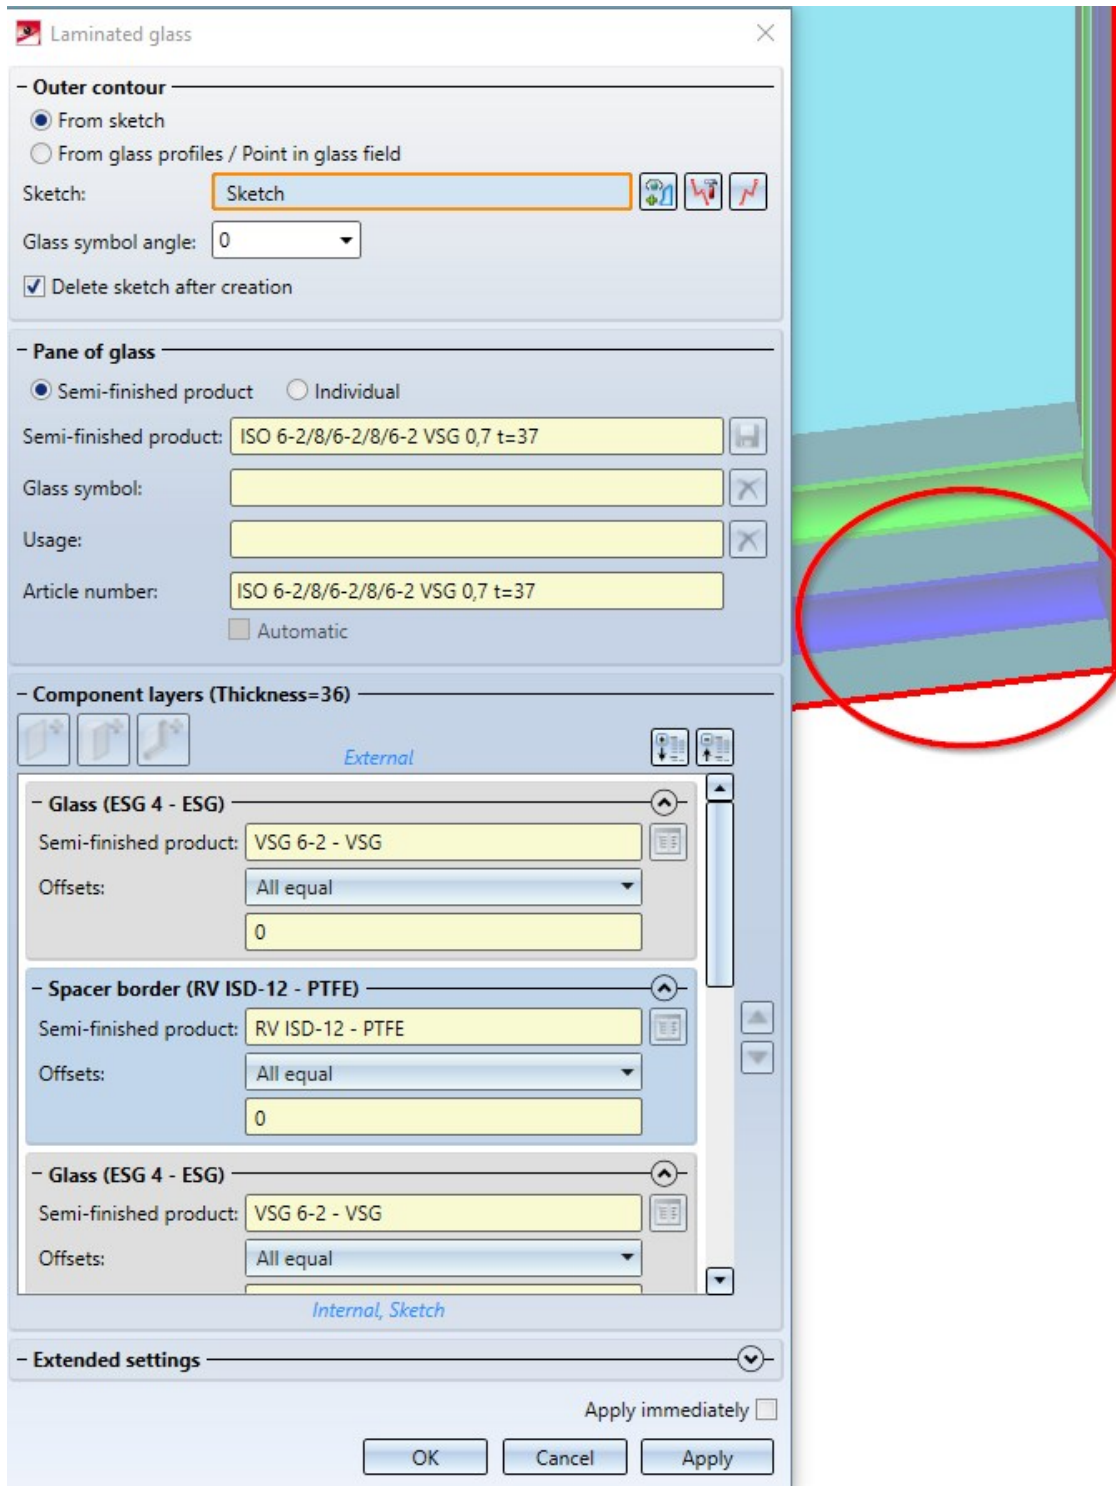 Laminated glass
Outer contour
From sketch
From glass profiles / Point in glass field
Sketch: Sketch
Glass symbol angle: 0
Delete sketch after creation
Pane of glass
Semi-finished product Individual
Semi-finished product: ISO 6-2/8/6-2/8/6-2 VSG 0,7 t=37
Glass symbol:
Usage:
Article number: ISO 6-2/8/6-2/8/6-2 VSG 0,7 t=37
Automatic
Component layers (Thickness=36)
External
Glass (ESG 4 - ESG)
Semi-finished product: VSG 6-2 - VSG
Offsets: All equal
0
Spacer border (RV ISD-12 - PTFE)
Semi-finished product: RV ISD-12 - PTFE
Offsets: All equal
0
Glass (ESG 4 - ESG)
Semi-finished product: VSG 6-2 - VSG
Offsets: All equal
Internal, Sketch
Extended settings
Apply immediately
OK Cancel Apply